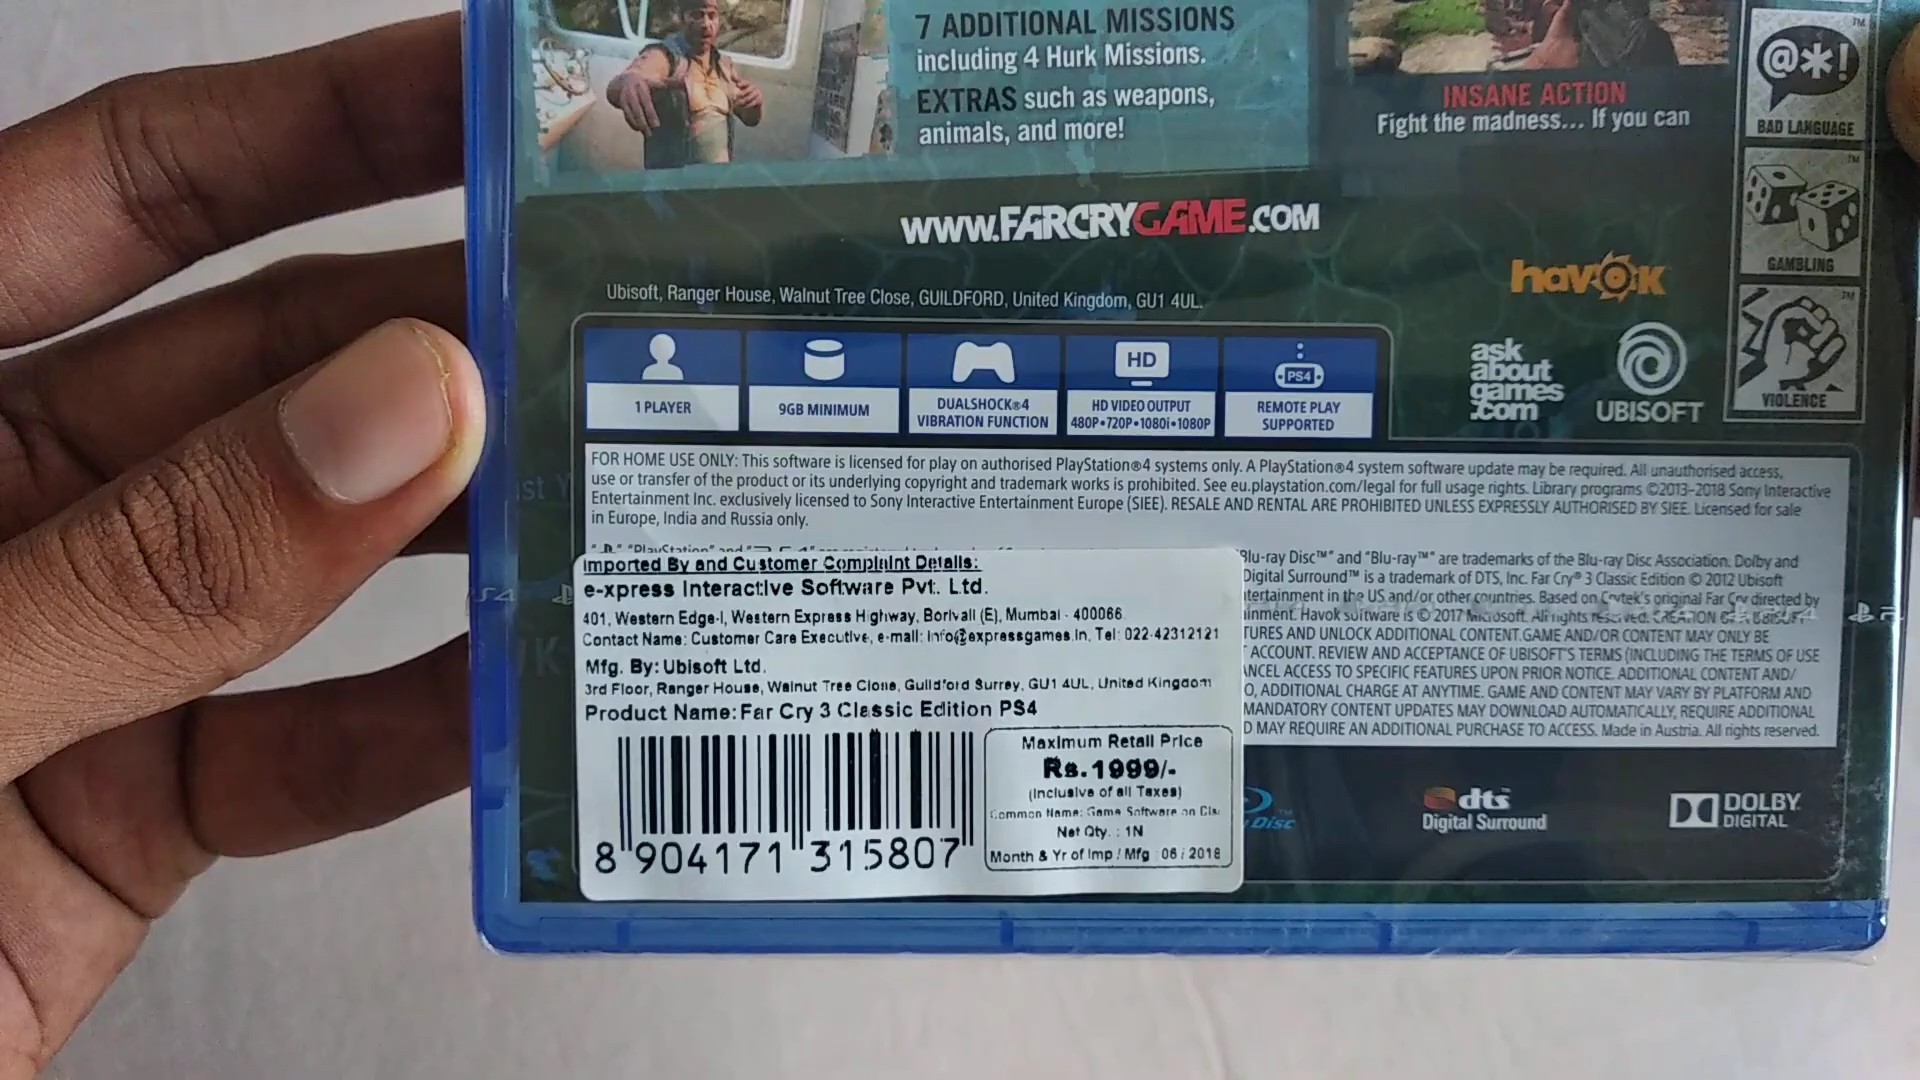 7 ADDITIONAL MISSIONS
including 4 Hurk Missions.
EXTRAS such as weapons,
animals, and more!
INSANE ACTION
Fight the madness... If you can
@*!
BAD LANGUAGE
GAMBLING
VIOLENCE
WWW.FARCRYGAME.COM
havok
Ubisoft, Ranger House, Walnut Tree Close, GUILDFORD, United Kingdom, GU1 4UL.
1 PLAYER
9GB MINIMUM
DUALSHOCK®4
VIBRATION FUNCTION
HD
HD VIDEO OUTPUT
480P•720P•1080i•1080P
PS4
REMOTE PLAY
SUPPORTED
ask
about
games
.com
UBISOFT
FOR HOME USE ONLY: This software is licensed for play on authorised PlayStation®4 systems only. A PlayStation®4 system software update may be required. All unauthorised access,
use or transfer of the product or its underlying copyright and trademark works is prohibited. See eu.playstation.com/legal for full usage rights. Library programs ©2013-2018 Sony Interactive
Entertainment Inc. exclusively licensed to Sony Interactive Entertainment Europe (SIEE). RESALE AND RENTAL ARE PROHIBITED UNLESS EXPRESSLY AUTHORISED BY SIEE. Licensed for sale
in Europe, India and Russia only.
"PlayStation" and
Blu-ray Disc™" and "Blu-ray™" are trademarks of the Blu-ray Disc Association. Dolby and
Digital Surround™ is a trademark of DTS, Inc. Far Cry® 3 Classic Edition © 2012 Ubisoft
in the US and/or other countries. Based on Crytek's original Far Cry directed by
Havok software is © 2017 Microsoft. All rights reserved. CREATION OF A UBISOFT
AND UNLOCK ADDITIONAL CONTENT.GAME AND/OR CONTENT MAY ONLY BE
ACCOUNT. REVIEW AND ACCEPTANCE OF UBISOFT'S TERMS (INCLUDING THE TERMS OF USE
ACCESS TO SPECIFIC FEATURES UPON PRIOR NOTICE. ADDITIONAL CONTENT AND/
ADDITIONAL CHARGE AT ANYTIME. GAME AND CONTENT MAY VARY BY PLATFORM AND
MANDATORY CONTENT UPDATES MAY DOWNLOAD AUTOMATICALLY, REQUIRE ADDITIONAL
MAY REQUIRE AN ADDITIONAL PURCHASE TO ACCESS. Made in Austria. All rights reserved.
Imported By and Customer Complaint Details:
e-xpress Interactive Software Pvt. Ltd.
401, Western Edge-I, Western Express Highway, Borivali (E), Mumbai - 400066
Contact Name: Customer Care Executive, e-mail: info@expressgames.in, Tel: 022-42312121
Mfg. By: Ubisoft Ltd.
3rd Floor, Ranger House, Walnut Tree Close, Guildford Surrey, GU1 4UL, United Kingdom
Product Name: Far Cry 3 Classic Edition PS4
8 904171 315807
Maximum Retail Price
Rs.1999/-
(Inclusive of all Taxes)
Common Name: Game Software on
Net Qty. : 1N
Month & Yr of Imp / Mfg 06 / 2018
Disc
dts
Digital Surround
DOLBY
DIGITAL